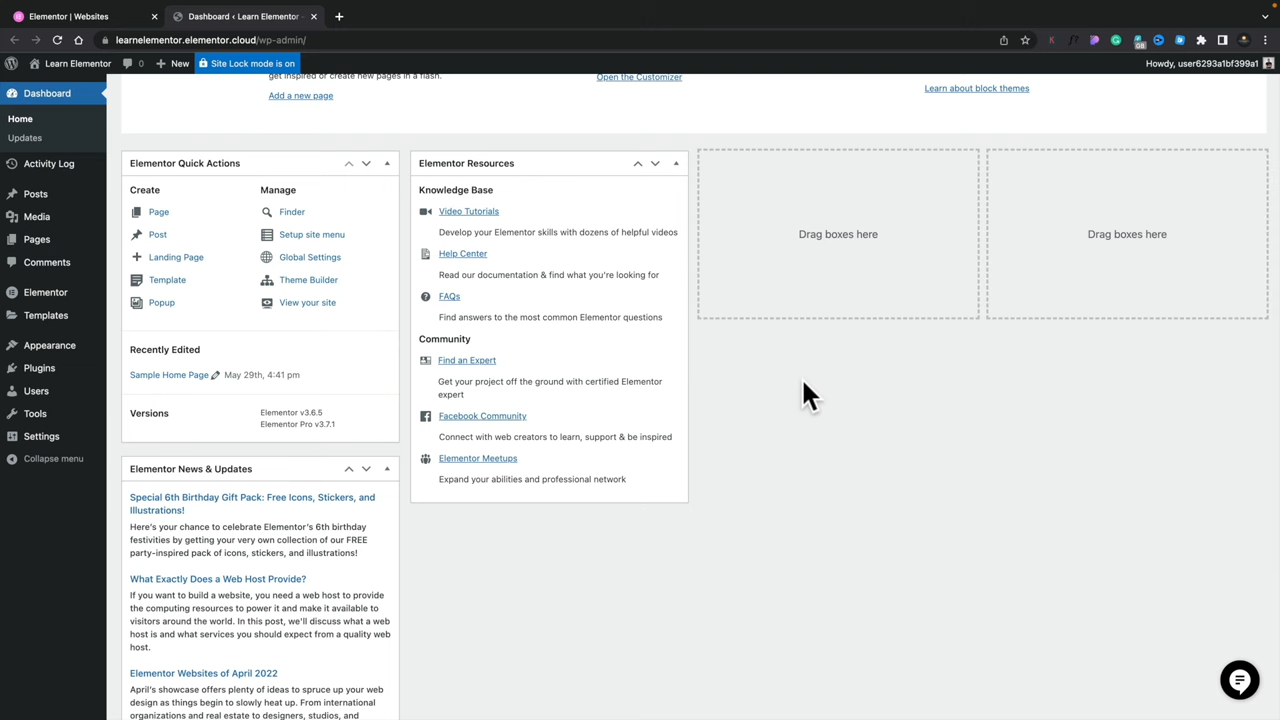 Elementor | Websites
Dashboard ‹ Learn Elementor -
learnelementor.elementor.cloud/wp-admin/
Learn Elementor
0
New
Site Lock mode is on
Howdy, user6293a1bf399a1
Dashboard
Home
Updates
Activity Log
Posts
Media
Pages
Comments
Elementor
Templates
Appearance
Plugins
Users
Tools
Settings
Collapse menu
get inspired or create new pages in a flash.
Add a new page
Open the Customizer
Learn about block themes
Elementor Quick Actions
Create
Page
Post
Landing Page
Template
Popup
Manage
Finder
Setup site menu
Global Settings
Theme Builder
View your site
Recently Edited
Sample Home Page May 29th, 4:41 pm
Versions
Elementor v3.6.5
Elementor Pro v3.7.1
Elementor News & Updates
Special 6th Birthday Gift Pack: Free Icons, Stickers, and
Illustrations!
Here's your chance to celebrate Elementor's 6th birthday
festivities by getting your very own collection of our FREE
party-inspired pack of icons, stickers, and illustrations!
What Exactly Does a Web Host Provide?
If you want to build a website, you need a web host to provide
the computing resources to power it and make it available to
visitors around the world. In this post, we'll discuss what a web
host is and what services you should expect from a quality web
host.
Elementor Websites of April 2022
April's showcase offers plenty of ideas to spruce up your web
design as things begin to slowly heat up. From international
organizations and real estate to designers, studios, and
Elementor Resources
Knowledge Base
Video Tutorials
Develop your Elementor skills with dozens of helpful videos
Help Center
Read our documentation & find what you're looking for
FAQs
Find answers to the most common Elementor questions
Community
Find an Expert
Get your project off the ground with certified Elementor
expert
Facebook Community
Connect with web creators to learn, support & be inspired
Elementor Meetups
Expand your abilities and professional network
Drag boxes here
Drag boxes here